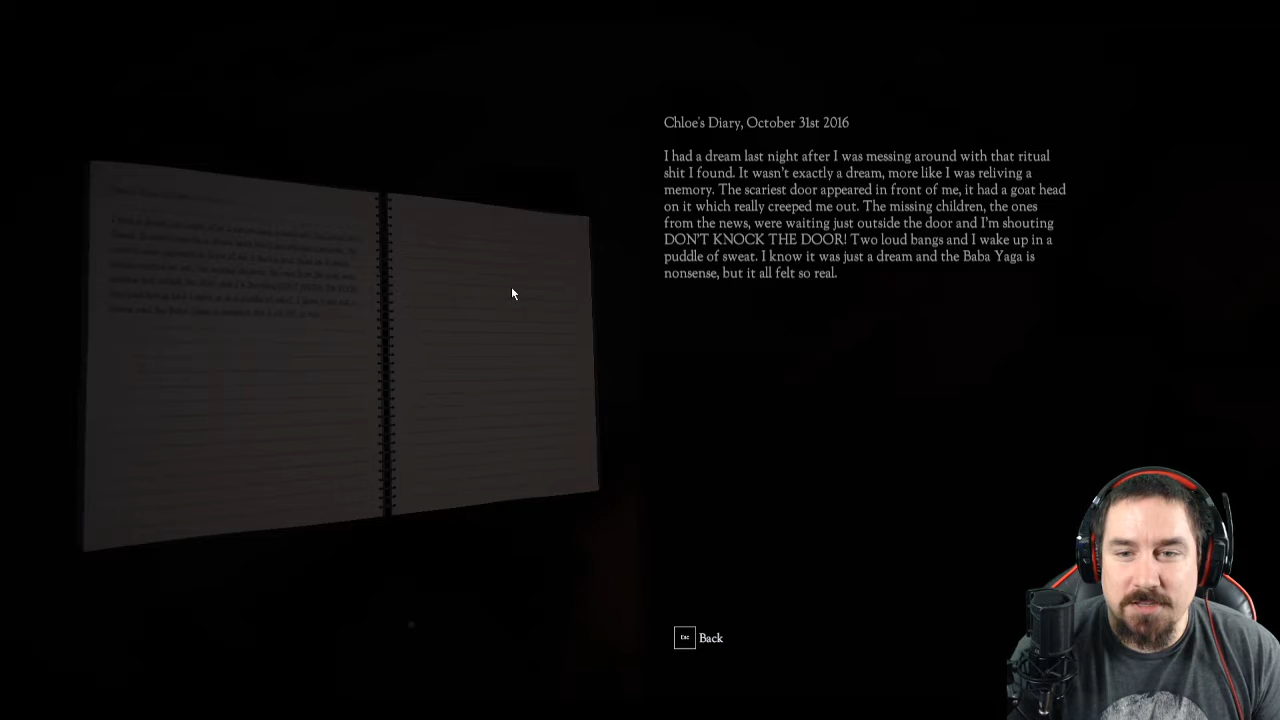 Chloe's Diary, October 31st 2016
I had a dream last night after I was messing around with that ritual
shit I found. It wasn't exactly a dream, more like I was reliving a
memory. The scariest door appeared in front of me, it had a goat head
on it which really creeped me out. The missing children, the ones
from the news, were waiting just outside the door and I'm shouting
DON'T KNOCK THE DOOR! Two loud bangs and I wake up in a
puddle of sweat. I know it was just a dream and the Baba Yaga is
nonsense, but it all felt so real.
Esc Back